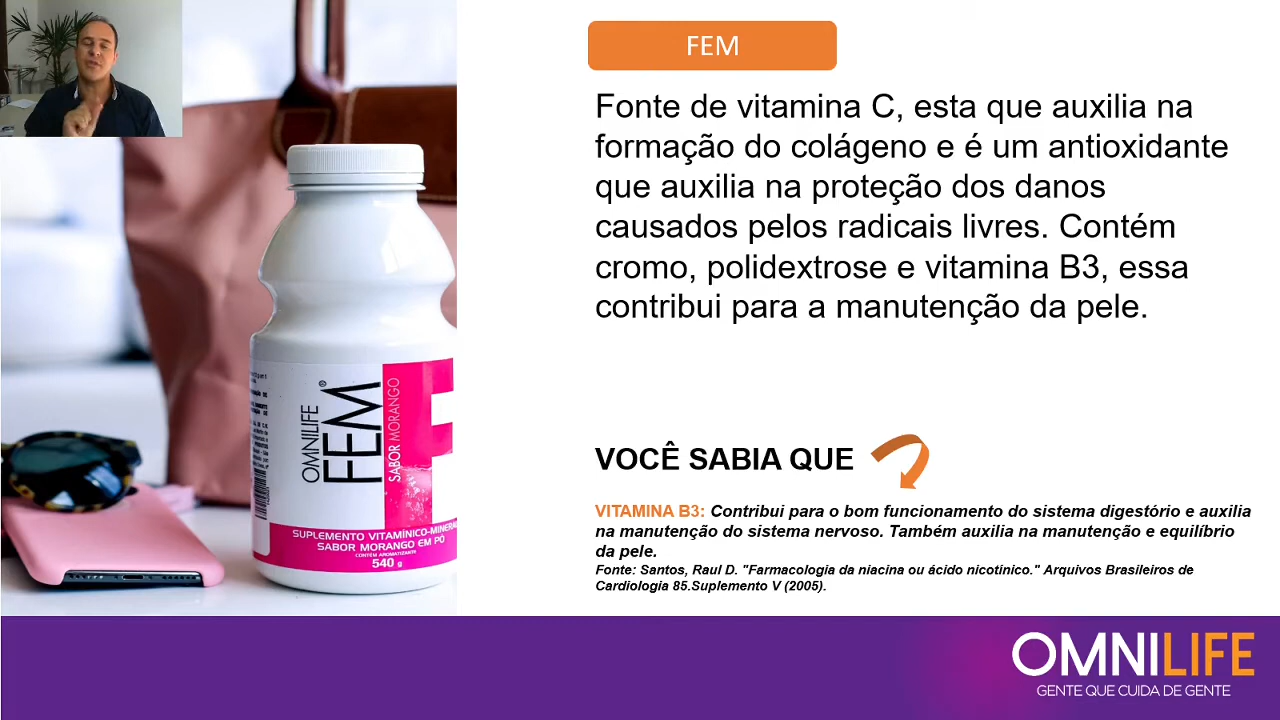 FEM
Fonte de vitamina C, esta que auxilia na
formação do colágeno e é um antioxidante
que auxilia na proteção dos danos
causados pelos radicais livres. Contém
cromo, polidextrose e vitamina B3, essa
contribui para a manutenção da pele.
VOCÊ SABIA QUE
VITAMINA B3: Contribui para o bom funcionamento do sistema digestório e auxilia
na manutenção do sistema nervoso. Também auxilia na manutenção e equilíbrio
da pele.
Fonte: Santos, Raul D. "Farmacologia da niacina ou ácido nicotínico." Arquivos Brasileiros de
Cardiologia 85.Suplemento V (2005).
OMNILIFE
FEM®
SABOR MORANGO
SUPLEMENTO VITAMÍNICO-MINERAL
SABOR MORANGO EM PÓ
CONTÉM AROMATIZANTE
540 g
OMNILIFE
GENTE QUE CUIDA DE GENTE